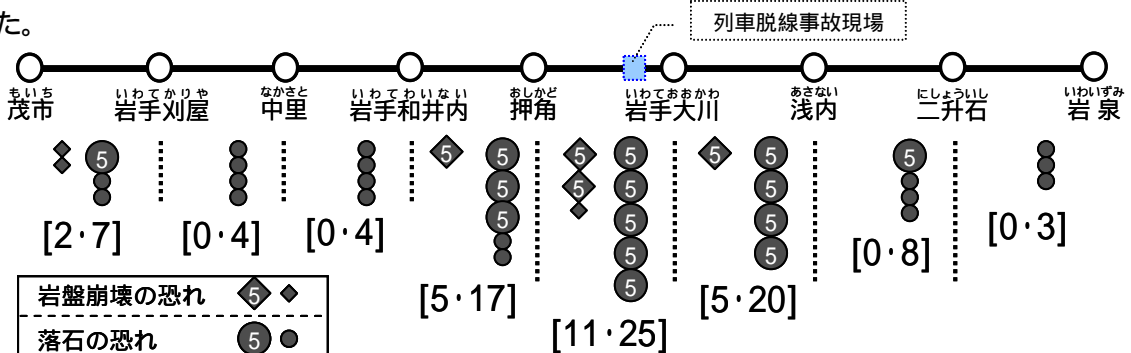 た。
列車脱線事故現場
もいち いわてかりや なかさと いわてわいない おしかど いわておおかわ あさない にしょういし いわいずみ
茂市 岩手刈屋 中里 岩手和井内 押角 岩手大川 浅内 二升石 岩泉
5 5 5 5 5 5 5 5
5 5 5 5
5 5 5
5 5
5
[2・7] [0・4] [0・4] [5・17] [11・25] [5・20] [0・8] [0・3]
岩盤崩壊の恐れ 5
落石の恐れ 5